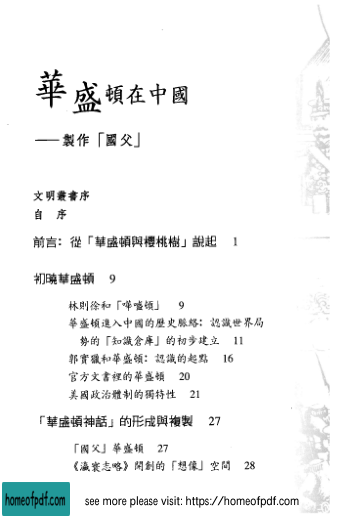 華盛頓在中國
——製作「國父」
文明叢書序
自 序
前言：從「華盛頓與櫻桃樹」說起 1
初曉華盛頓 9
林則徐和「嘩盛頓」 9
華盛頓進入中國的歷史脈絡：認識世界局
勢的「知識倉庫」的初步建立 11
郭實獵和華盛頓：認識的起點 16
官方文書裡的華盛頓 20
美國政治體制的獨特性 21
「華盛頓神話」的形成與複製 27
「國父」華盛頓 27
《瀛寰志略》開創的「想像」空間 28
homeofpdf.com
see more please visit: https://homeofpdf.com